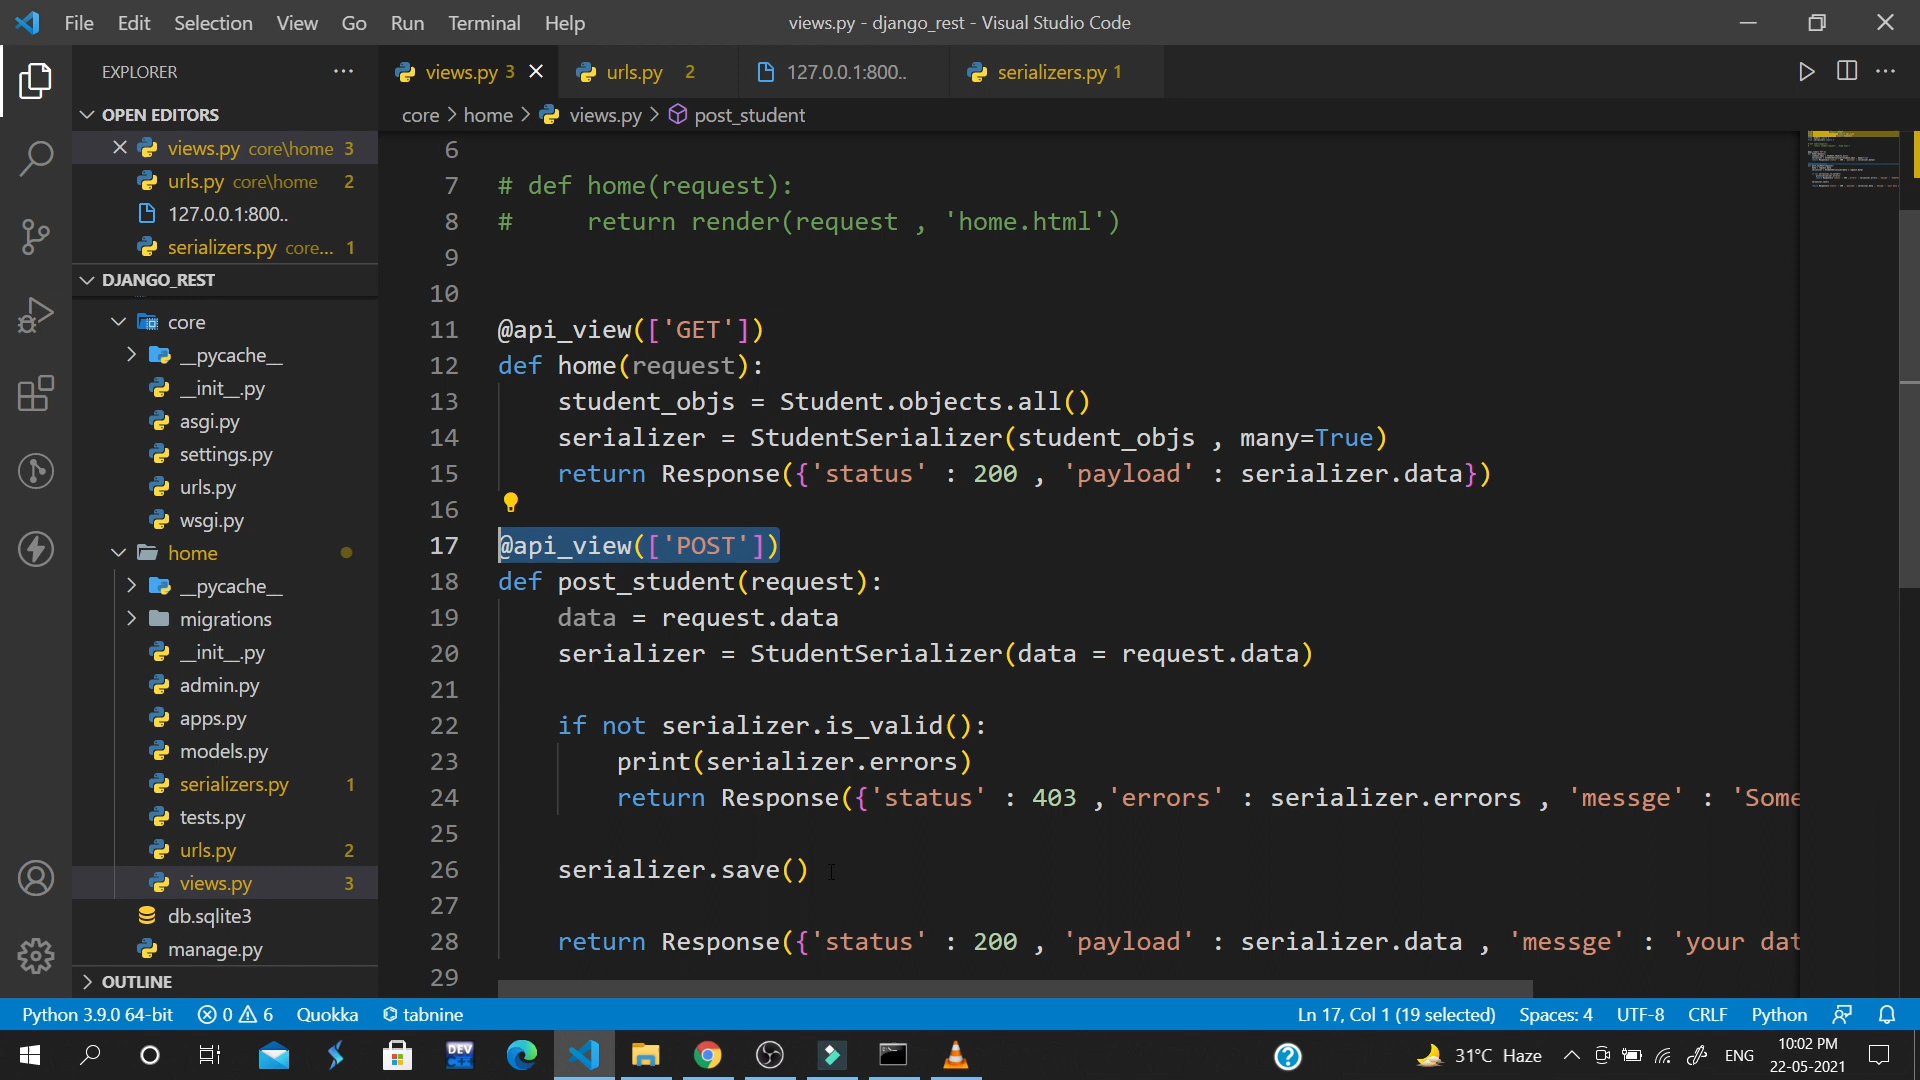 File Edit Selection View Go Run Terminal Help
views.py - django_rest - Visual Studio Code
EXPLORER
views.py 3
urls.py 2
127.0.0.1:800..
serializers.py 1
OPEN EDITORS
core > home > views.py > post_student
views.py core\home 3
urls.py core\home 2
127.0.0.1:800..
serializers.py core... 1
DJANGO_REST
core
__pycache__
__init__.py
asgi.py
settings.py
urls.py
wsgi.py
home
__pycache__
migrations
__init__.py
admin.py
apps.py
models.py
serializers.py 1
tests.py
urls.py 2
views.py 3
db.sqlite3
manage.py
OUTLINE
6
7 # def home(request):
8 #     return render(request , 'home.html')
9
10
11 @api_view(['GET'])
12 def home(request):
13     student_objs = Student.objects.all()
14     serializer = StudentSerializer(student_objs , many=True)
15     return Response({'status' : 200 , 'payload' : serializer.data})
16
17 @api_view(['POST'])
18 def post_student(request):
19     data = request.data
20     serializer = StudentSerializer(data = request.data)
21
22     if not serializer.is_valid():
23         print(serializer.errors)
24         return Response({'status' : 403 ,'errors' : serializer.errors , 'messge' : 'Some
25
26     serializer.save()
27
28     return Response({'status' : 200 , 'payload' : serializer.data , 'messge' : 'your dat
29
Python 3.9.0 64-bit 0 6 Quokka tabnine
Ln 17, Col 1 (19 selected) Spaces: 4 UTF-8 CRLF Python
DEV C++
31°C Haze
ENG
10:02 PM
22-05-2021